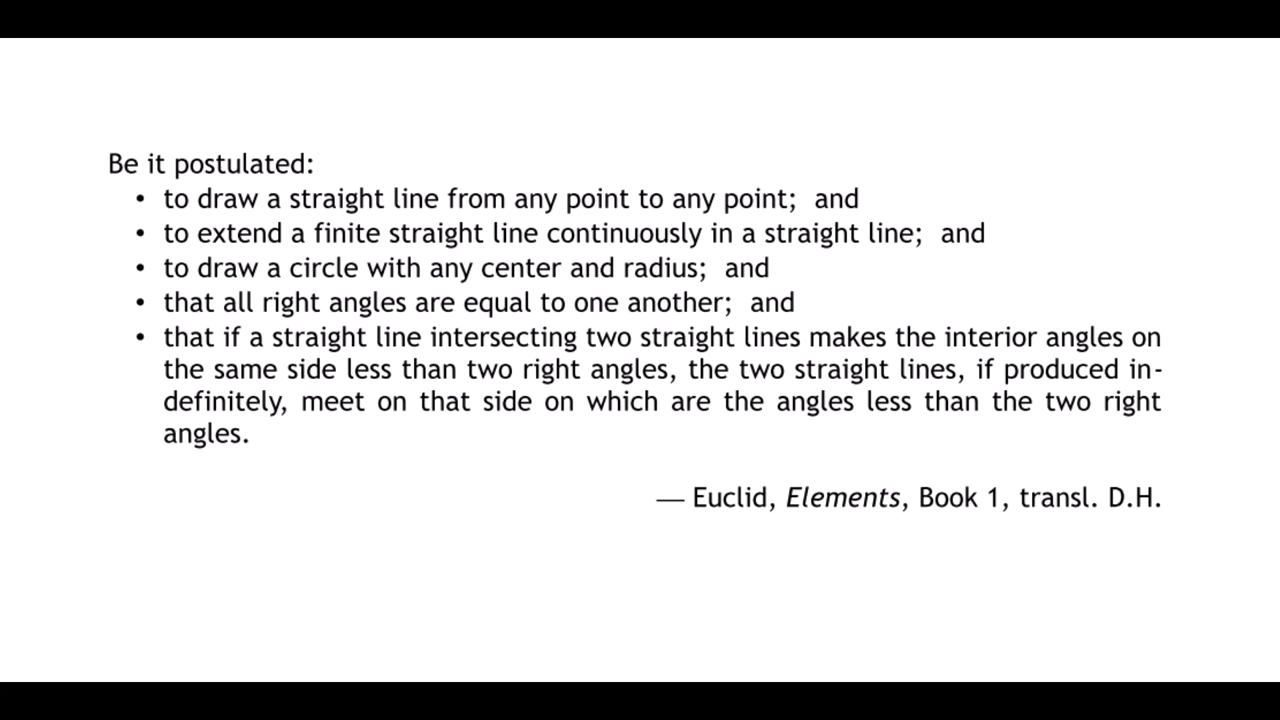 Be it postulated:
• to draw a straight line from any point to any point;  and
• to extend a finite straight line continuously in a straight line;  and
• to draw a circle with any center and radius;  and
• that all right angles are equal to one another;  and
• that if a straight line intersecting two straight lines makes the interior angles on
the same side less than two right angles, the two straight lines, if produced in-
definitely, meet on that side on which are the angles less than the two right
angles.
— Euclid, Elements, Book 1, transl. D.H.